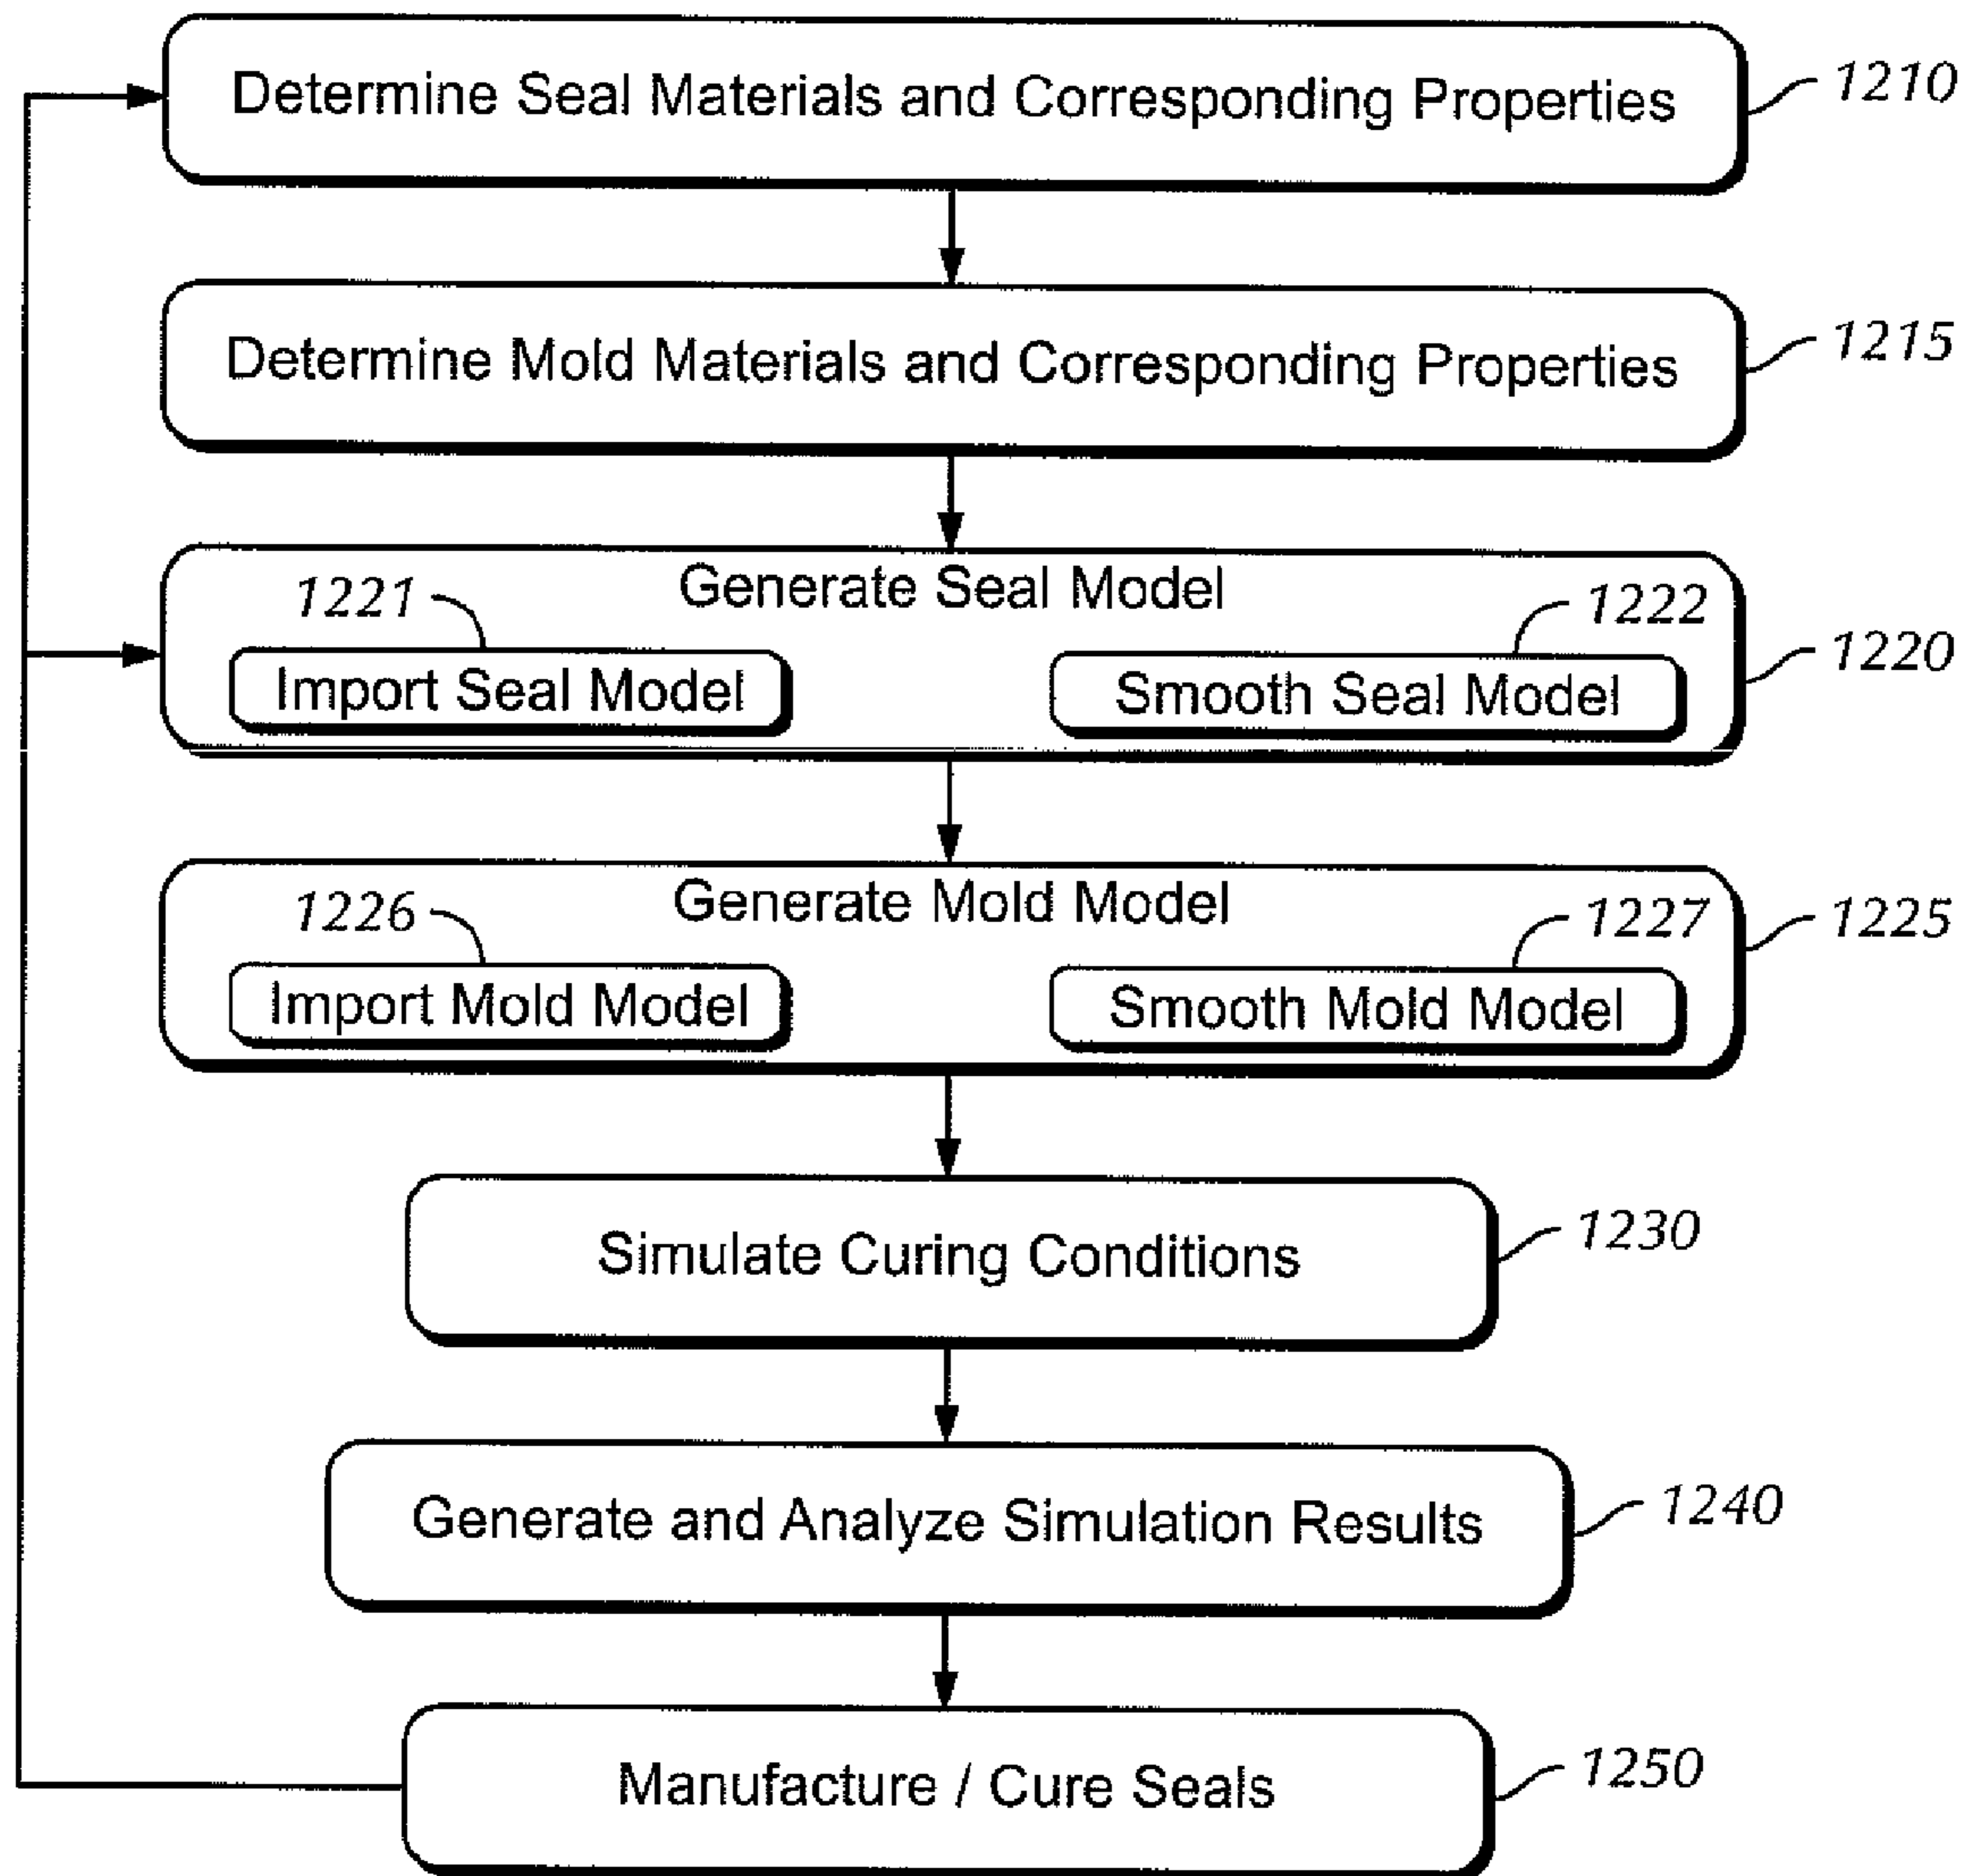 Determine Seal Materials and Corresponding Properties
1210
Determine Mold Materials and Corresponding Properties
1215
Generate Seal Model
1221
1222
1220
Import Seal Model
Smooth Seal Model
Generate Mold Model
1226
1227
1225
Import Mold Model
Smooth Mold Model
Simulate Curing Conditions
1230
Generate and Analyze Simulation Results
1240
Manufacture / Cure Seals
1250